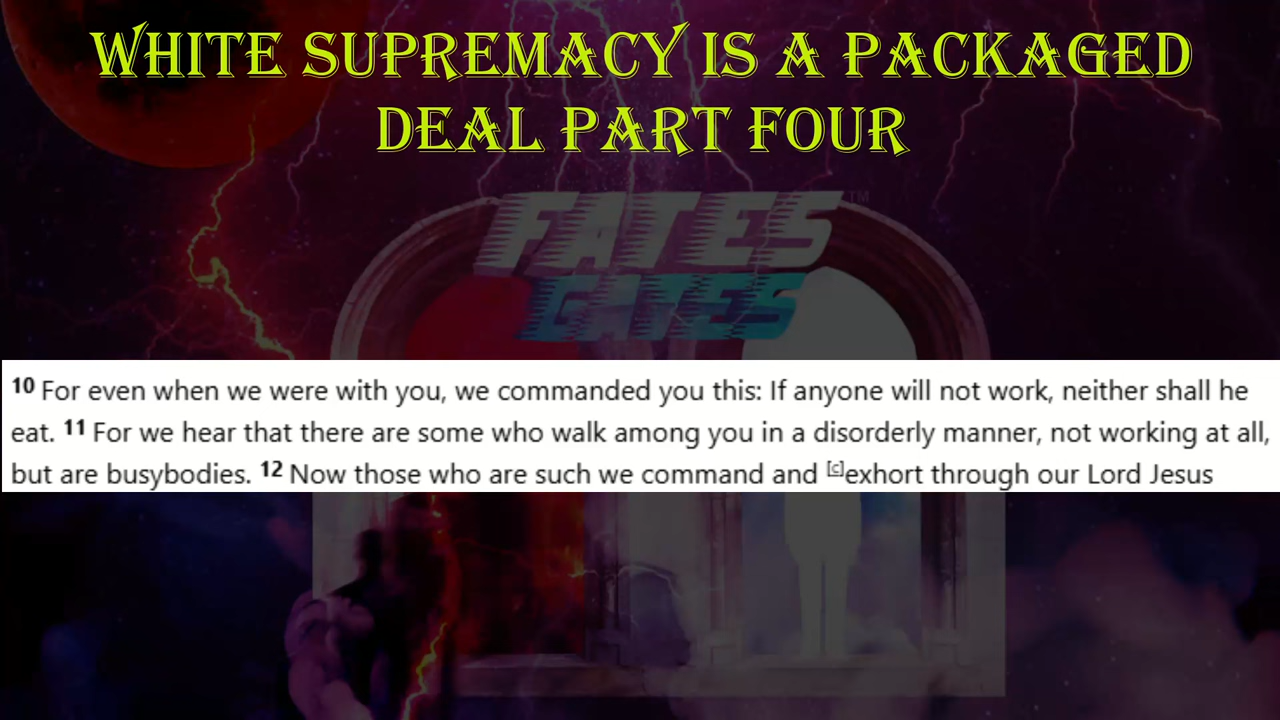 WHITE SUPREMACY IS A PACKAGED
DEAL PART FOUR
FATES™
GATES
10 For even when we were with you, we commanded you this: If anyone will not work, neither shall he
eat. 11 For we hear that there are some who walk among you in a disorderly manner, not working at all,
but are busybodies. 12 Now those who are such we command and [c]exhort through our Lord Jesus